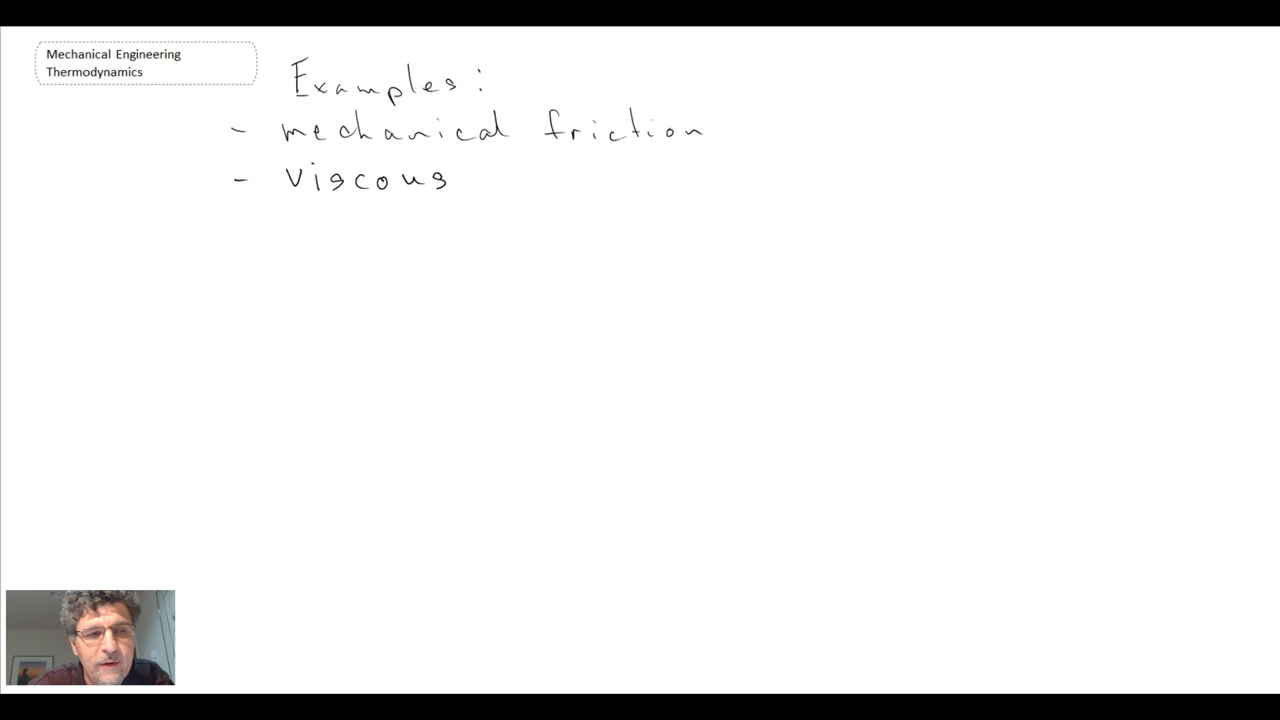 Mechanical Engineering
Thermodynamics
Examples:
- mechanical friction
- viscous